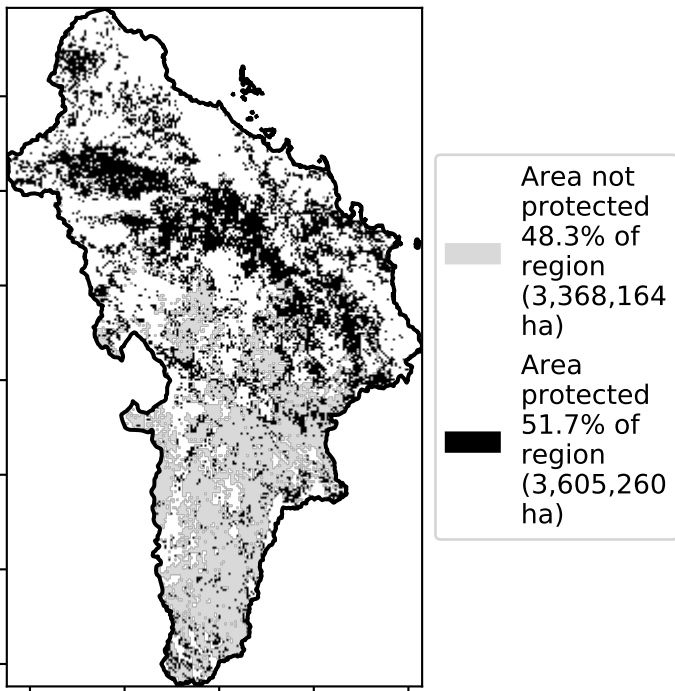 Area not
protected
48.3% of
region
(3,368,164
ha)
Area
protected
51.7% of
region
(3,605,260
ha)